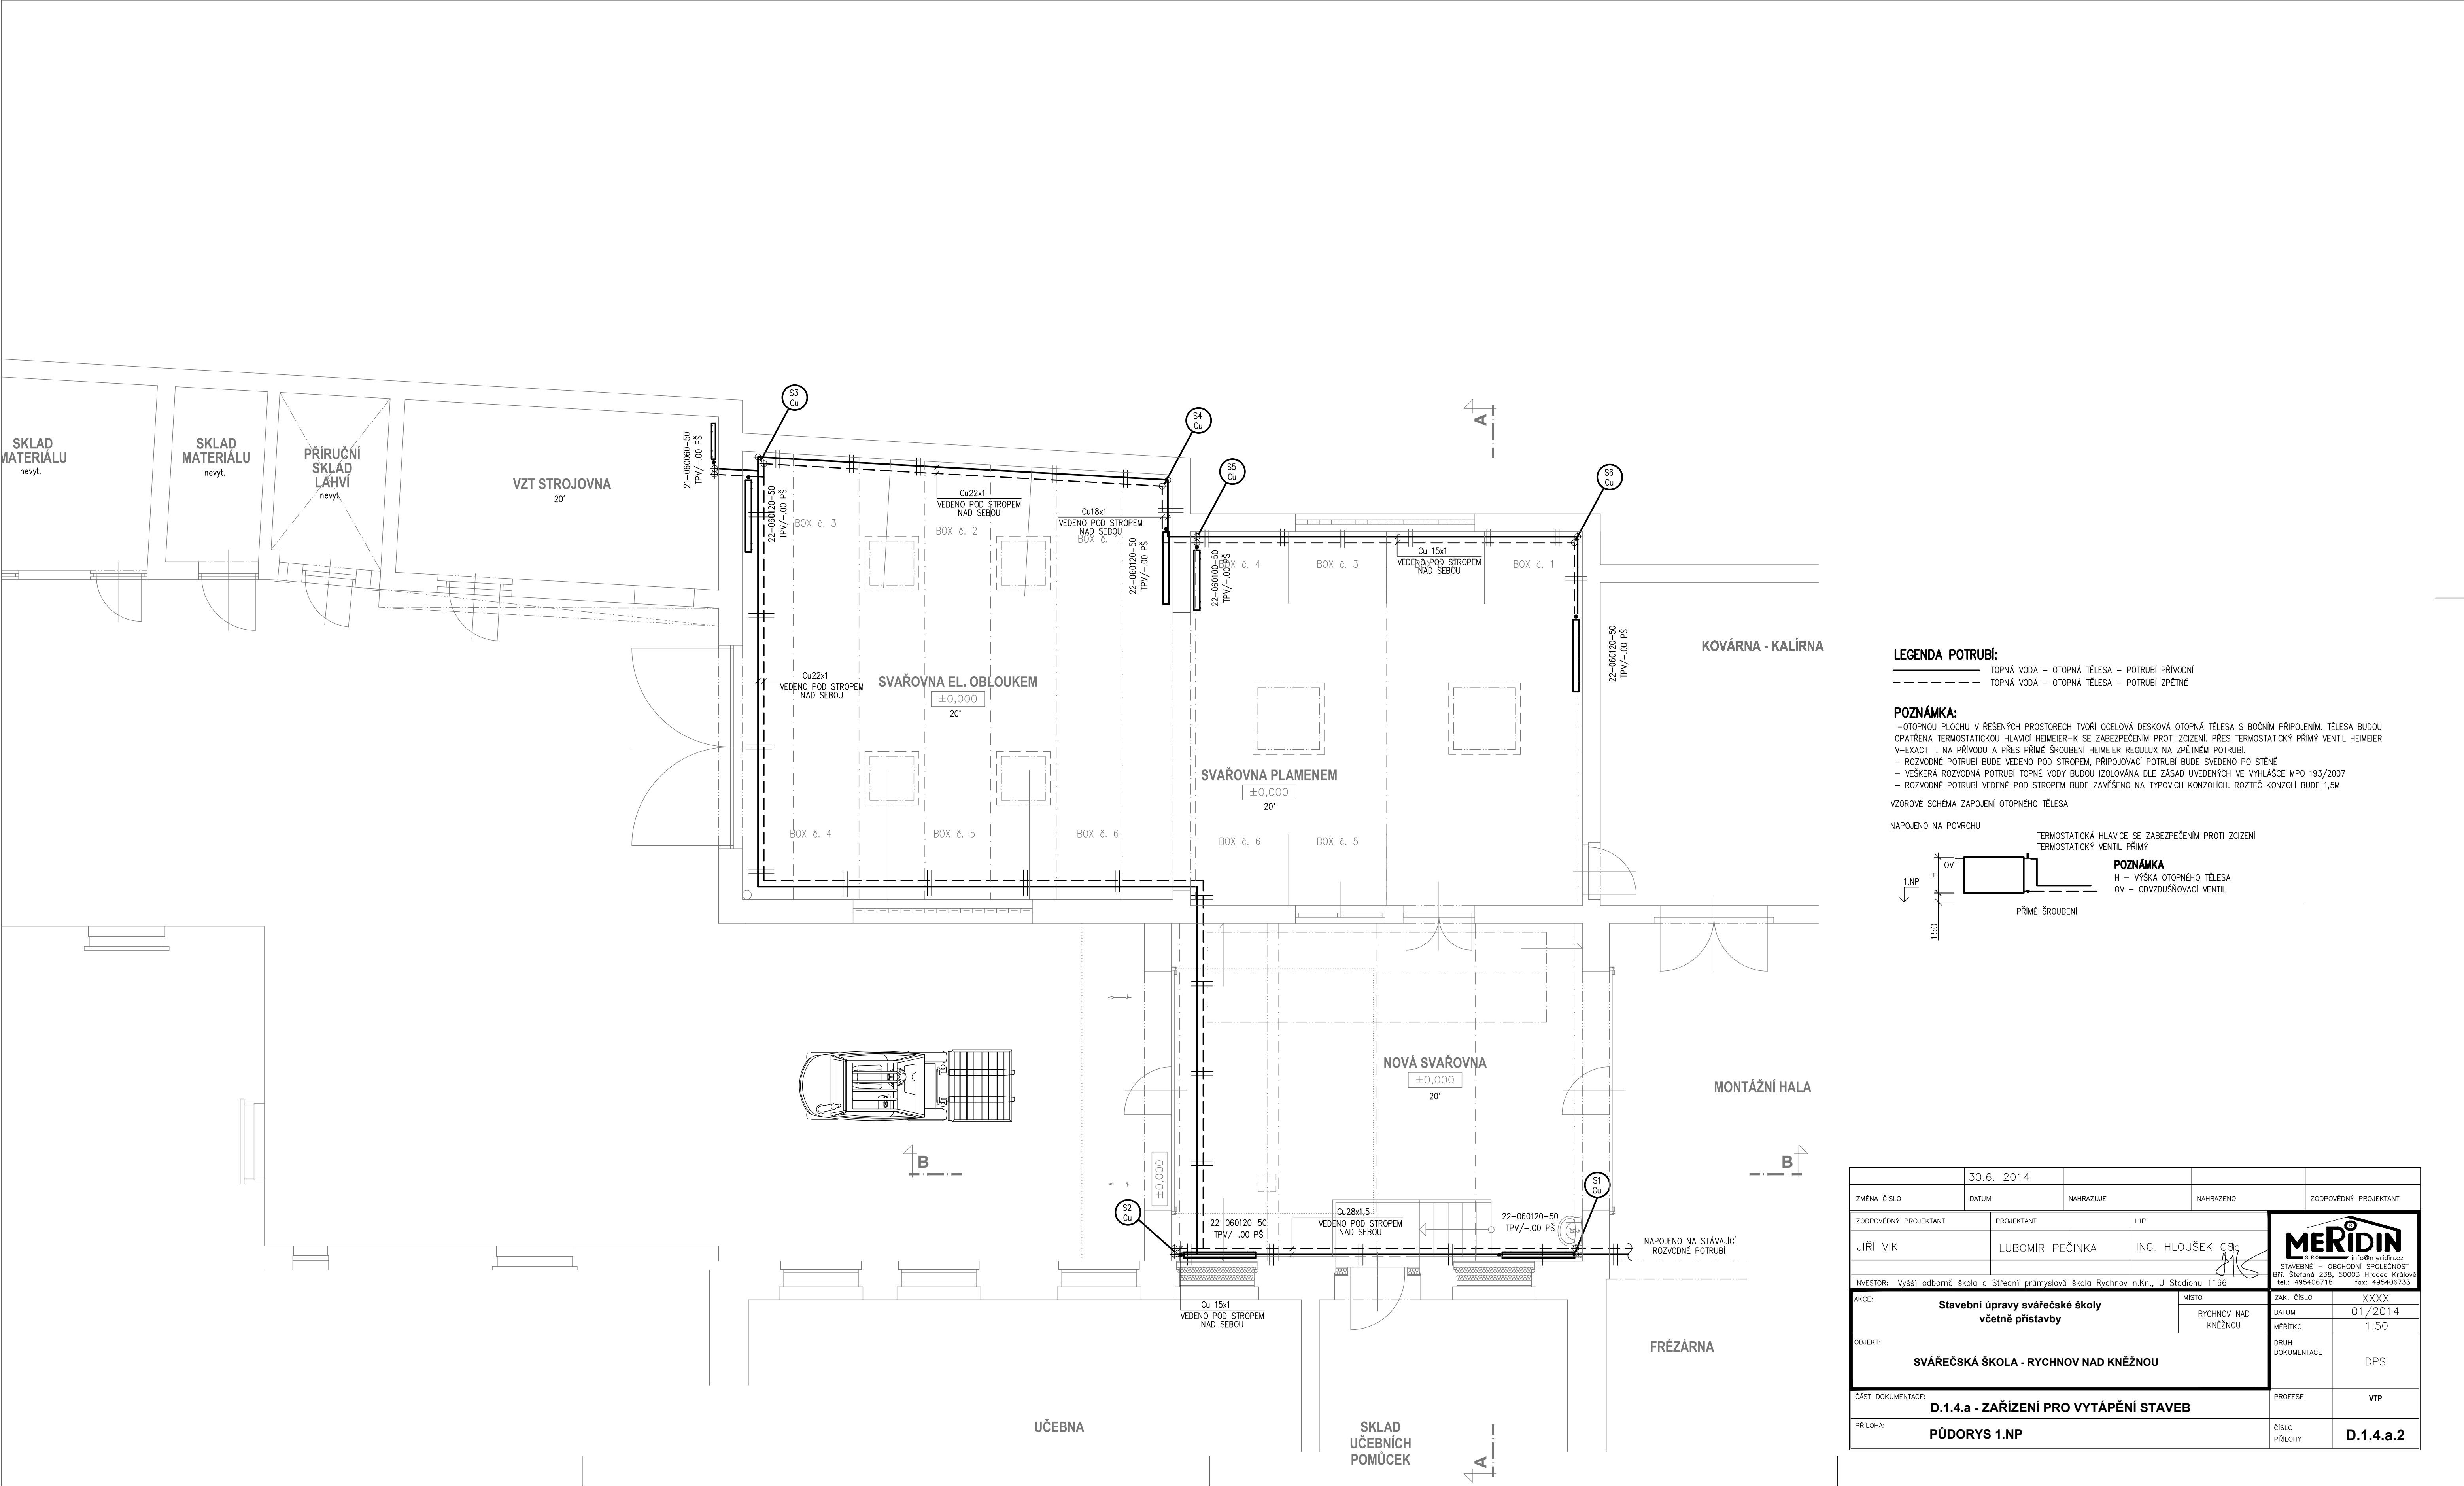 S3
Cu
S4
Cu
S5
Cu
S6
Cu
A
SKLAD
MATERIÁLU
nevyt.
SKLAD
MATERIÁLU
nevyt.
PŘÍRUČNÍ
SKLAD
LAHVÍ
nevyt.
VZT STROJOVNA
20°
21-060060-50
TPV/-.00 PŠ
22-060120-50
TPV/-.00 PŠ
BOX č. 3
BOX č. 2
BOX č. 1
Cu22x1
VEDENO POD STROPEM
NAD SEBOU
Cu18x1
VEDENO POD STROPEM
NAD SEBOU
22-060120-50
TPV/-.00 PŠ
22-060100-50
TPV/-.00 PŠ
BOX č. 4
BOX č. 3
Cu 15x1
VEDENO POD STROPEM
NAD SEBOU
BOX č. 1
22-060120-50
TPV/-.00 PŠ
KOVÁRNA - KALÍRNA
Cu22x1
VEDENO POD STROPEM
NAD SEBOU
SVAŘOVNA EL. OBLOUKEM
±0,000
20°
SVAŘOVNA PLAMENEM
±0,000
20°
BOX č. 4
BOX č. 5
BOX č. 6
BOX č. 6
BOX č. 5
NOVÁ SVAŘOVNA
±0,000
20°
MONTÁŽNÍ HALA
B
B
±0,000
S2
Cu
S1
Cu
22-060120-50
TPV/-.00 PŠ
Cu28x1,5
VEDENO POD STROPEM
NAD SEBOU
22-060120-50
TPV/-.00 PŠ
NAPOJENO NA STÁVAJÍCÍ
ROZVODNÉ POTRUBÍ
Cu 15x1
VEDENO POD STROPEM
NAD SEBOU
FRÉZÁRNA
UČEBNA
SKLAD
UČEBNÍCH
POMŮCEK
A
LEGENDA POTRUBÍ:
TOPNÁ VODA – OTOPNÁ TĚLESA – POTRUBÍ PŘÍVODNÍ
TOPNÁ VODA – OTOPNÁ TĚLESA – POTRUBÍ ZPĚTNÉ
POZNÁMKA:
–OTOPNOU PLOCHU V ŘEŠENÝCH PROSTORECH TVOŘÍ OCELOVÁ DESKOVÁ OTOPNÁ TĚLESA S BOČNÍM PŘIPOJENÍM. TĚLESA BUDOU
OPATŘENA TERMOSTATICKOU HLAVICÍ HEIMEIER–K SE ZABEZPEČENÍM PROTI ZCIZENÍ. PŘES TERMOSTATICKÝ PŘÍMÝ VENTIL HEIMEIER
V–EXACT II. NA PŘÍVODU A PŘES PŘÍMÉ ŠROUBENÍ HEIMEIER REGULUX NA ZPĚTNÉM POTRUBÍ.
– ROZVODNÉ POTRUBÍ BUDE VEDENO POD STROPEM, PŘIPOJOVACÍ POTRUBÍ BUDE SVEDENO PO STĚNĚ
– VEŠKERÁ ROZVODNÁ POTRUBÍ TOPNÉ VODY BUDOU IZOLOVÁNA DLE ZÁSAD UVEDENÝCH VE VYHLÁŠCE MPO 193/2007
– ROZVODNÉ POTRUBÍ VEDENÉ POD STROPEM BUDE ZAVĚŠENO NA TYPOVÍCH KONZOLÍCH. ROZTEČ KONZOLÍ BUDE 1,5M
VZOROVÉ SCHÉMA ZAPOJENÍ OTOPNÉHO TĚLESA
NAPOJENO NA POVRCHU
TERMOSTATICKÁ HLAVICE SE ZABEZPEČENÍM PROTI ZCIZENÍ
TERMOSTATICKÝ VENTIL PŘÍMÝ
OV
H
POZNÁMKA
H – VÝŠKA OTOPNÉHO TĚLESA
OV – ODVZDUŠŇOVACÍ VENTIL
1.NP
PŘÍMÉ ŠROUBENÍ
150
30.6. 2014
ZMĚNA ČÍSLO DATUM NAHRAZUJE NAHRAZENO ZODPOVĚDNÝ PROJEKTANT
ZODPOVĚDNÝ PROJEKTANT PROJEKTANT HIP
JIŘÍ VIK LUBOMÍR PEČINKA ING. HLOUŠEK CSc
MERIDIN
S R.O. info@meridin.cz
STAVEBNĚ – OBCHODNÍ SPOLEČNOST
Bří. Štefanů 238, 50003 Hradec Králové
tel.: 495406718 fax: 495406733
INVESTOR: Vyšší odborná škola a Střední průmyslová škola Rychnov n.Kn., U Stadionu 1166
AKCE:
Stavební úpravy svářečské školy
včetně přístavby
MÍSTO
RYCHNOV NAD
KNĚŽNOU
ZAK. ČÍSLO XXXX
DATUM 01/2014
MĚŘÍTKO 1:50
OBJEKT:
SVÁŘEČSKÁ ŠKOLA - RYCHNOV NAD KNĚŽNOU
DRUH
DOKUMENTACE
DPS
ČÁST DOKUMENTACE:
D.1.4.a - ZAŘÍZENÍ PRO VYTÁPĚNÍ STAVEB
PROFESE VTP
PŘÍLOHA:
PŮDORYS 1.NP
ČÍSLO
PŘÍLOHY
D.1.4.a.2